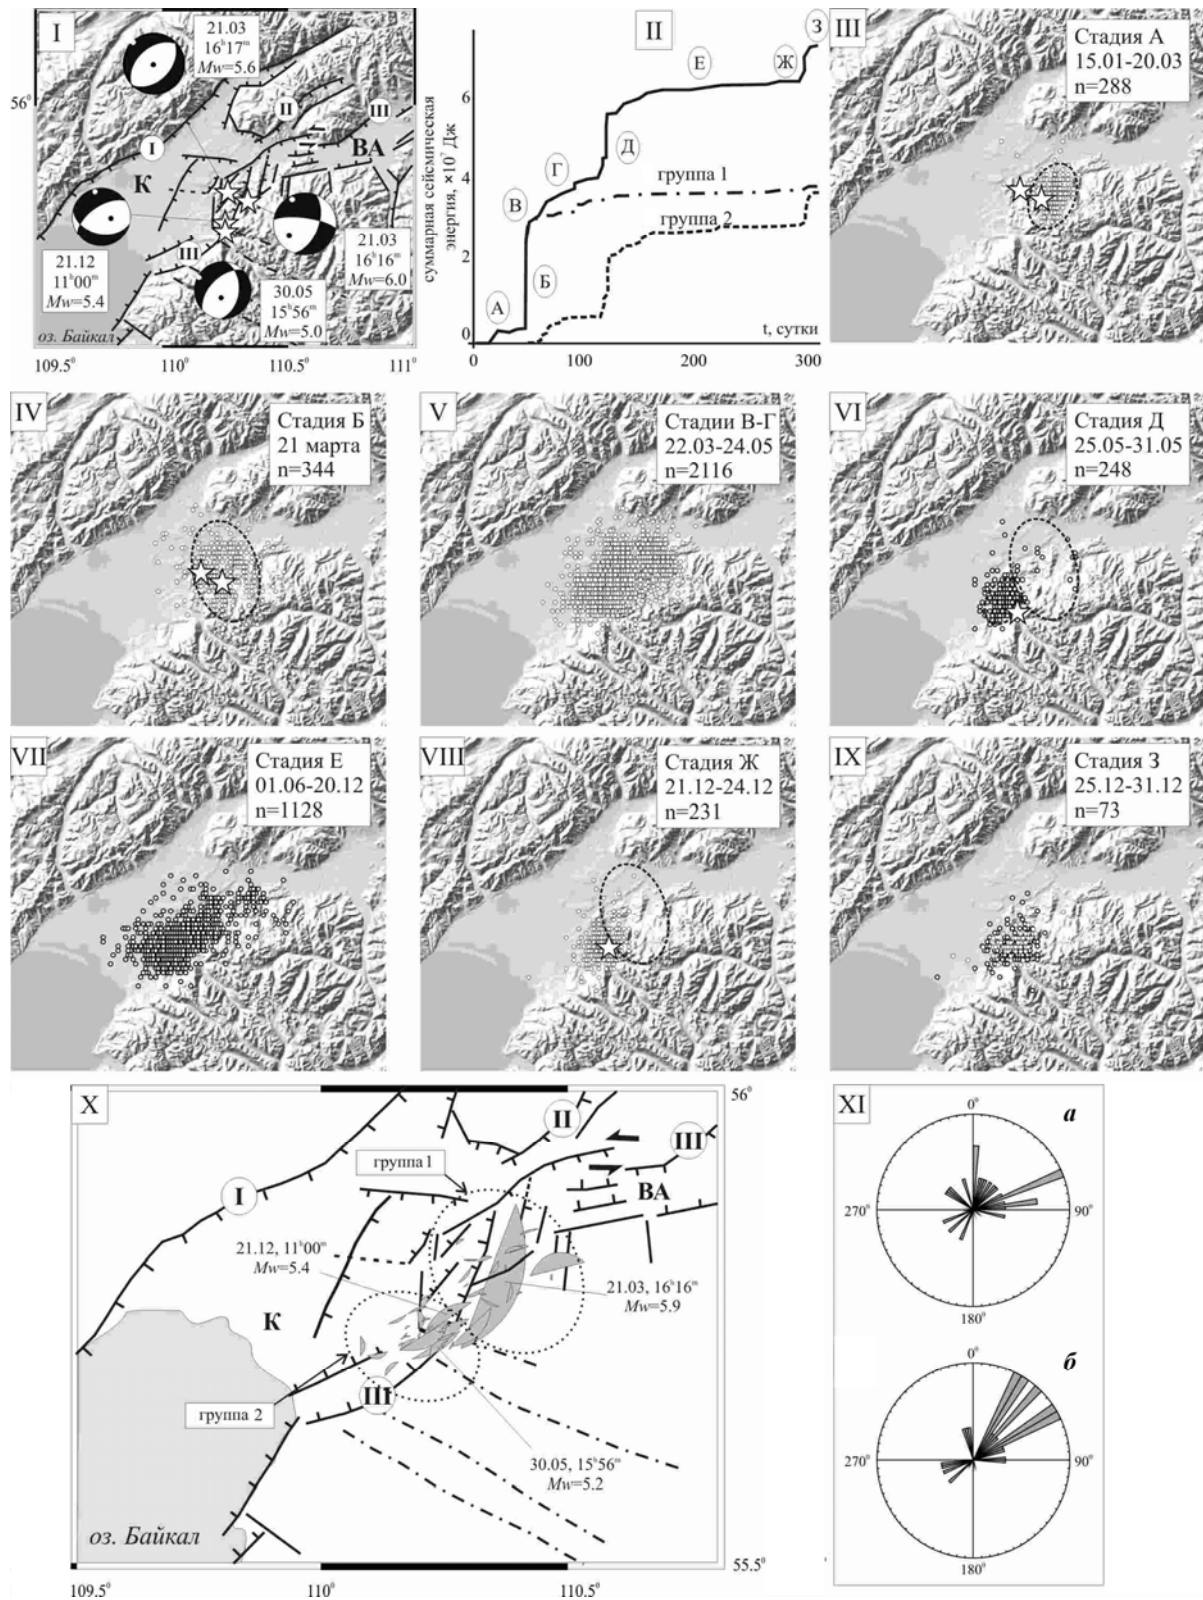 I
21.03
16ʰ17ᵐ
Mw=5.6
56°
I
II
III
ВА
К
III
21.12
11ʰ00ᵐ
Mw=5.4
30.05
15ʰ56ᵐ
Mw=5.0
21.03
16ʰ16ᵐ
Mw=6.0
оз. Байкал
109.5° 110° 110.5° 111°
II
суммарная сейсмическая
энергия, ×10⁷ Дж
6
4
2
0
А
Б
В
Г
Д
Е
Ж
З
группа 1
группа 2
t, сутки
0 100 200 300
III
Стадия А
15.01-20.03
n=288
IV
Стадия Б
21 марта
n=344
V
Стадии В-Г
22.03-24.05
n=2116
VI
Стадия Д
25.05-31.05
n=248
VII
Стадия Е
01.06-20.12
n=1128
VIII
Стадия Ж
21.12-24.12
n=231
IX
Стадия З
25.12-31.12
n=73
X
56°
I
II
III
группа 1
ВА
21.12, 11ʰ00ᵐ
Mw=5.4
21.03, 16ʰ16ᵐ
Mw=5.9
К
III
группа 2
30.05, 15ʰ56ᵐ
Mw=5.2
оз. Байкал
55.5°
109.5° 110° 110.5°
XI
а
0°
270° 90°
180°
б
0°
270° 90°
180°